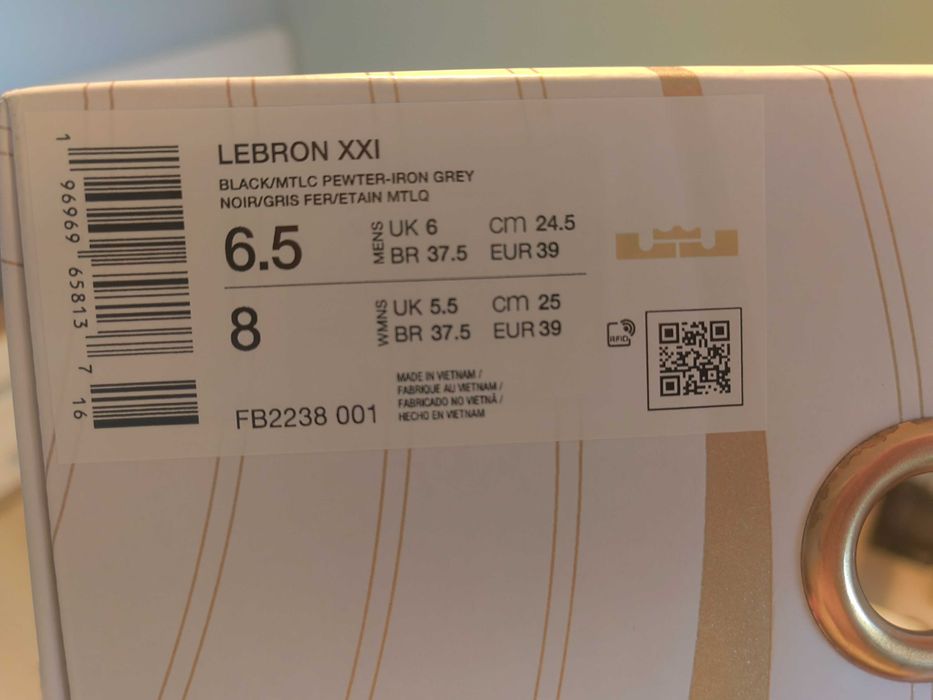 LEBRON XXI
BLACK/MTLC PEWTER-IRON GREY
NOIR/GRIS FER/ETAIN MTLQ
6.5
MENS
UK 6 cm 24.5
BR 37.5 EUR 39
8
WMNS
UK 5.5 cm 25
BR 37.5 EUR 39
RFID
FB2238 001
MADE IN VIETNAM /
FABRIQUE AU VIETNAM /
FABRICADO NO VIETNÃ /
HECHO EN VIETNAM
1 96969 65813 7 16